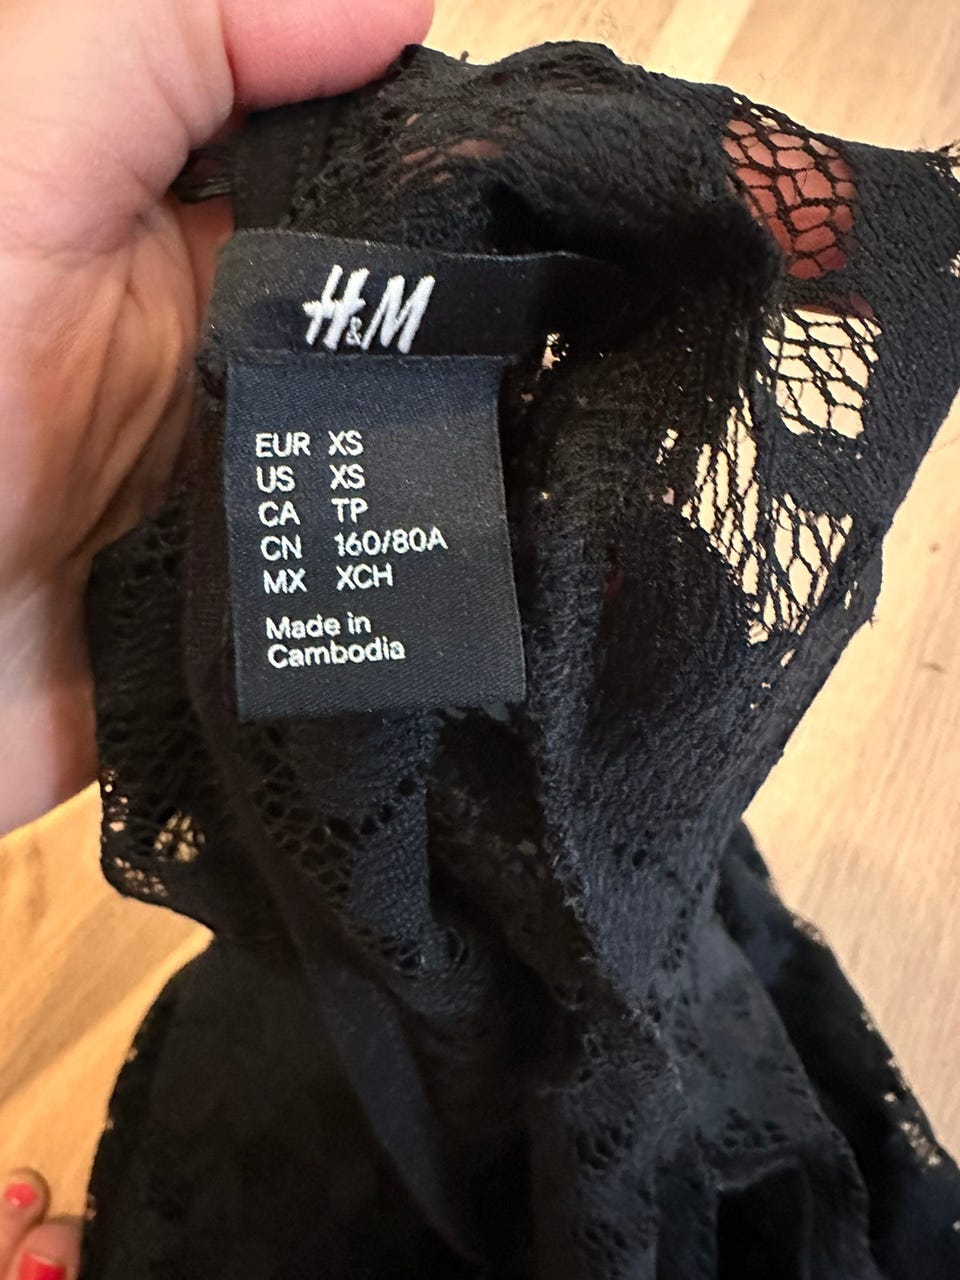 H&M
EUR XS
US XS
CA TP
CN 160/80A
MX XCH
Made in
Cambodia